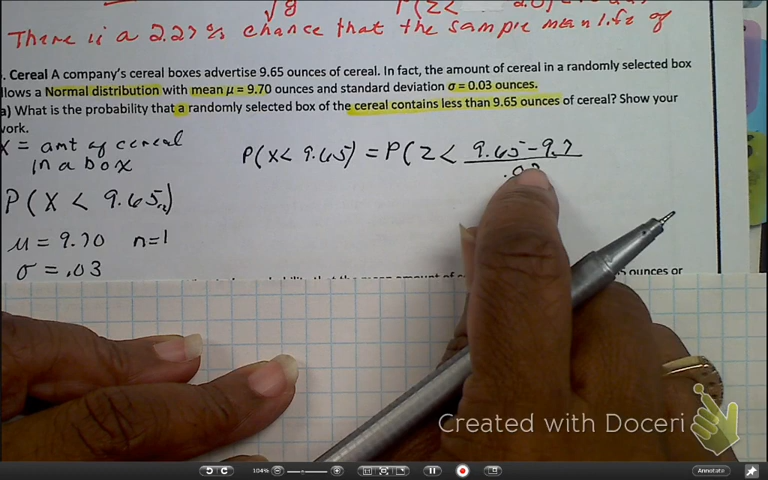 √8 P(Z <
There is a 2.27% chance that the sample mean life of
. Cereal A company's cereal boxes advertise 9.65 ounces of cereal. In fact, the amount of cereal in a randomly selected box
llows a Normal distribution with mean μ = 9.70 ounces and standard deviation σ = 0.03 ounces.
a) What is the probability that a randomly selected box of the cereal contains less than 9.65 ounces of cereal? Show your
work.
X = amt of cereal
in a box
P(X < 9.65) = P(Z < 9.65-9.7
P(X < 9.65)
μ = 9.70 n=1
σ = .03
ounces or
Created with Doceri
104%
Annotate